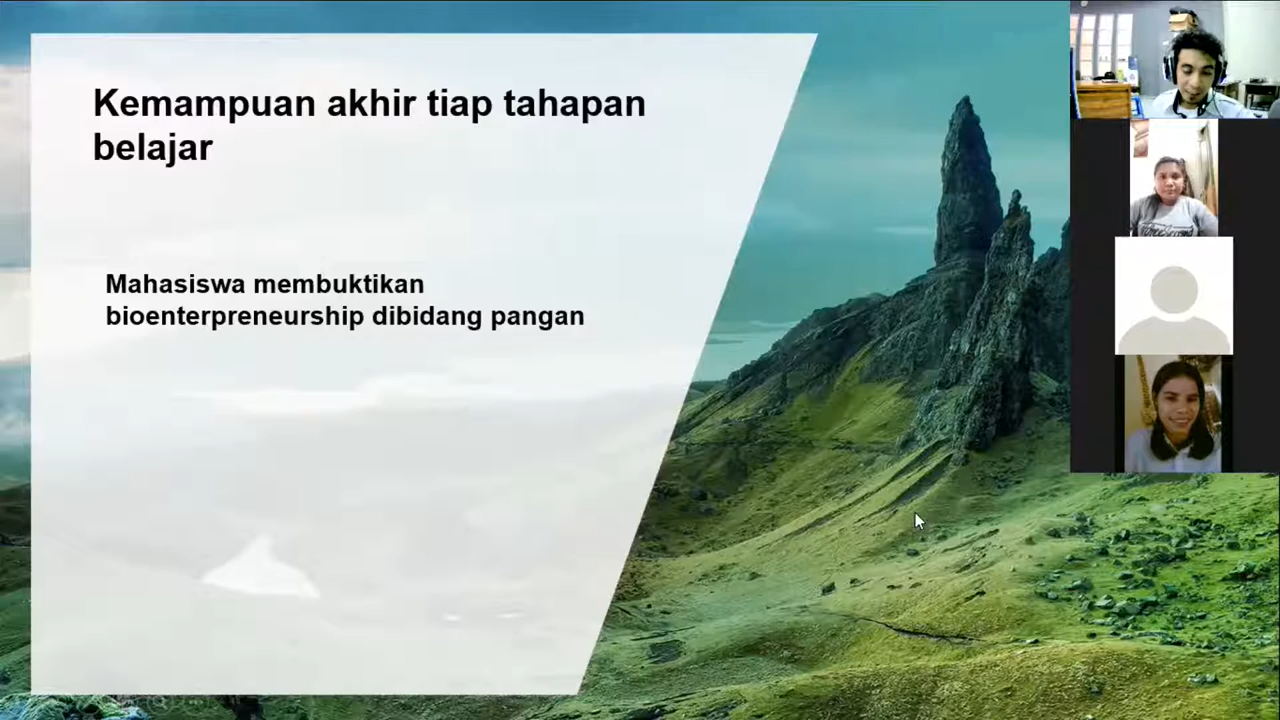 Kemampuan akhir tiap tahapan
belajar
Mahasiswa membuktikan
bioenterpreneurship dibidang pangan